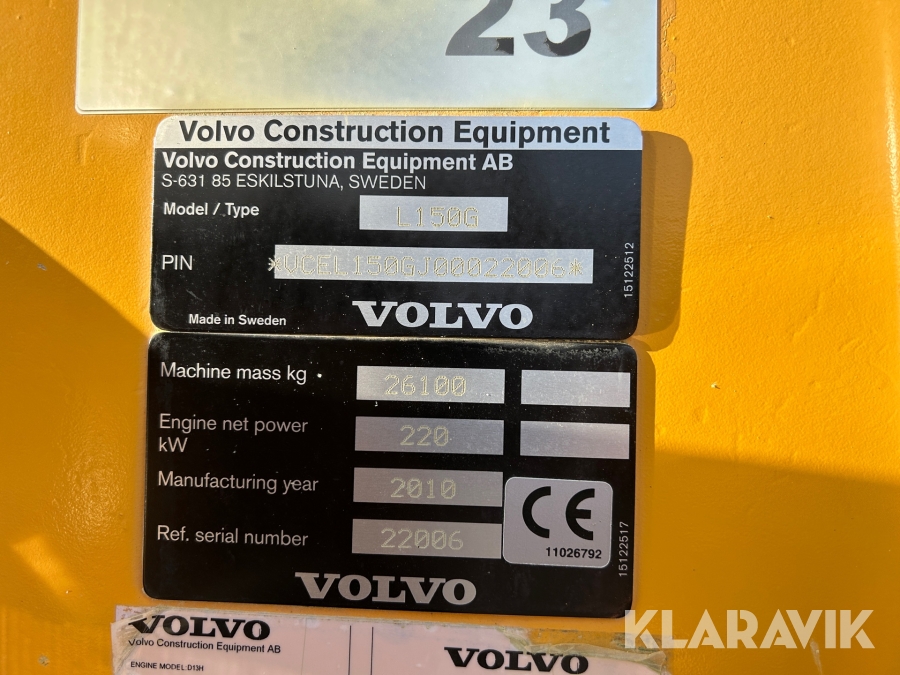 23
Volvo Construction Equipment
Volvo Construction Equipment AB
S-631 85 ESKILSTUNA, SWEDEN
Model / Type L150G
PIN *VCEL150GJ00022006*
15122512
Made in Sweden VOLVO
Machine mass kg 26100
Engine net power
kW 220
Manufacturing year 2010
CE
11026792
Ref. serial number 22006
15122517
VOLVO
VOLVO
Volvo Construction Equipment AB
ENGINE MODEL: D13H
VOLVO
KLARAVIK